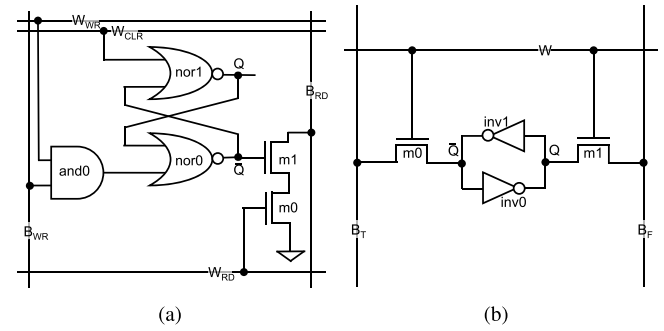 W_WR
W_CLR
nor1
Q
B_RD
and0
nor0
Q̅
m1
m0
B_WR
W_RD
(a)
W
inv1
m0
Q̅
Q
m1
inv0
B_T
B_F
(b)